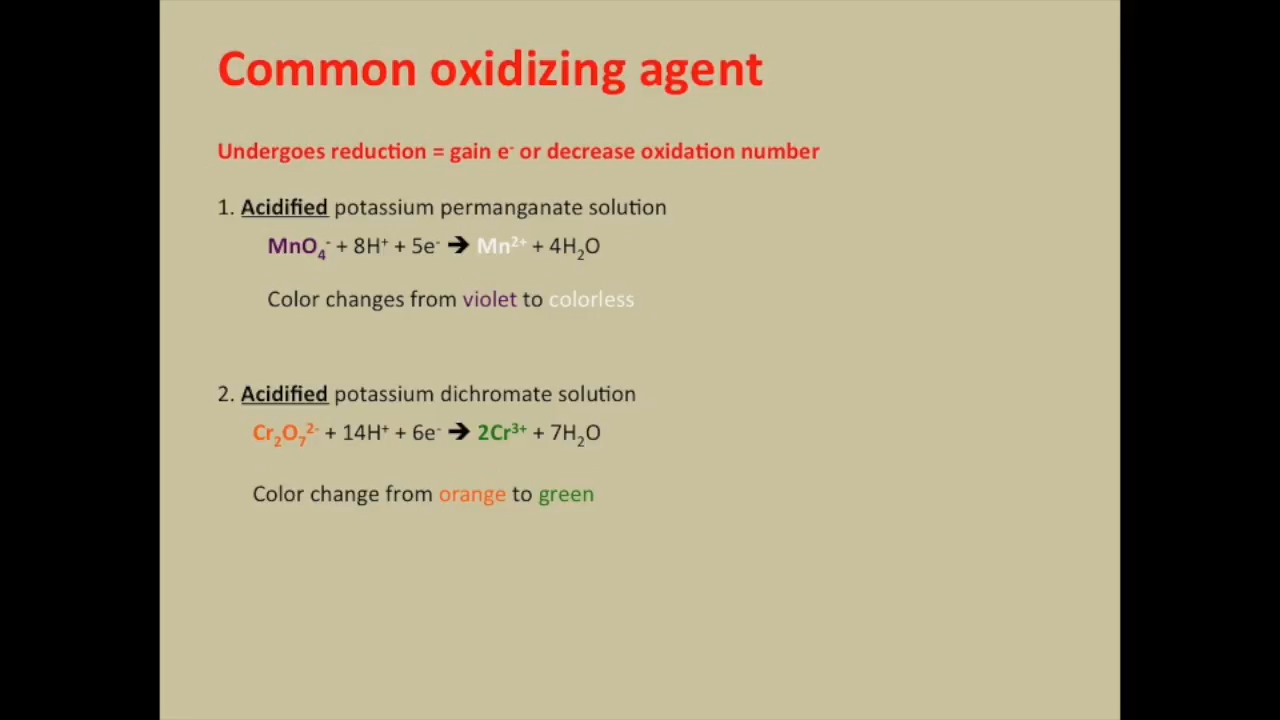 Common oxidizing agent
Undergoes reduction = gain e⁻ or decrease oxidation number
1. Acidified potassium permanganate solution
MnO₄⁻ + 8H⁺ + 5e⁻ ➔ Mn²⁺ + 4H₂O
Color changes from violet to colorless
2. Acidified potassium dichromate solution
Cr₂O₇²⁻ + 14H⁺ + 6e⁻ ➔ 2Cr³⁺ + 7H₂O
Color change from orange to green